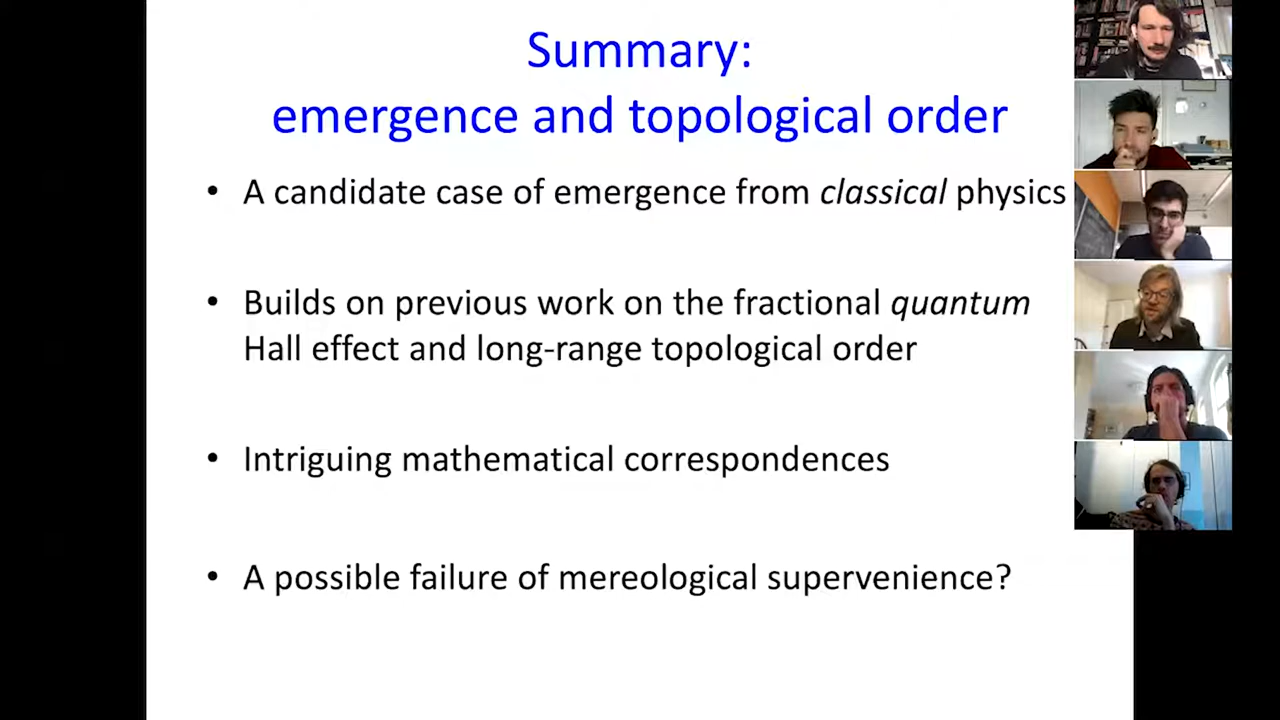 Summary:
emergence and topological order
• A candidate case of emergence from classical physics
• Builds on previous work on the fractional quantum
Hall effect and long-range topological order
• Intriguing mathematical correspondences
• A possible failure of mereological supervenience?